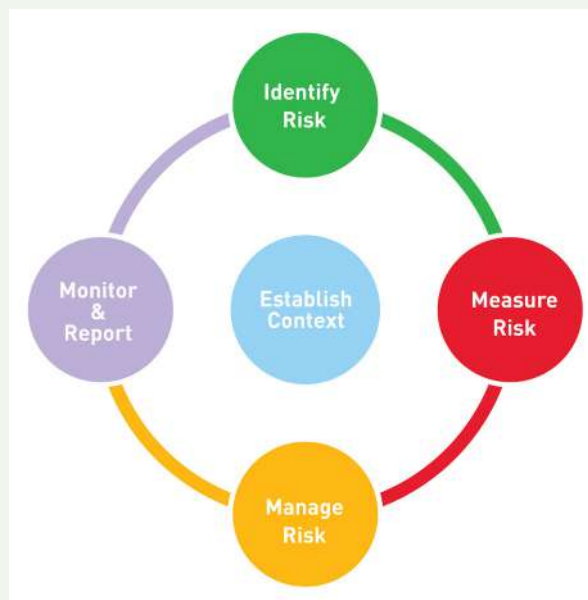 Identify
Risk
Measure
Risk
Manage
Risk
Monitor
&
Report
Establish
Context